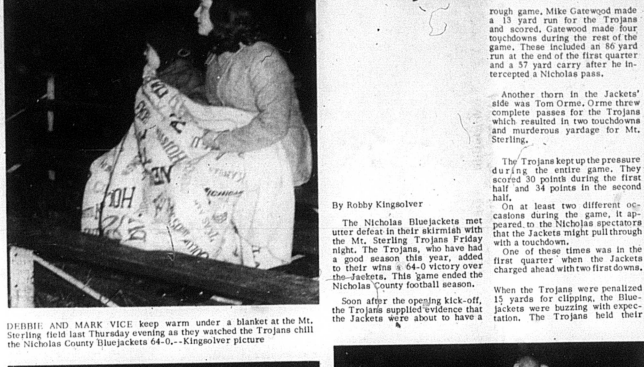 DEBBIE AND MARK VICE keep warm under a blanket at the Mt.
Sterling field last Thursday evening as they watched the Trojans chill
the Nicholas County Bluejackets 64-0.--Kingsolver picture
By Robby Kingsolver
The Nicholas Bluejackets met
utter defeat in their skirmish with
the Mt. Sterling Trojans Friday
night. The Trojans, who have had
a good season this year, added
to their wins a 64-0 victory over
the Jackets. This game ended the
Nicholas County football season.
Soon after the opening kick-off,
the Trojans supplied evidence that
the Jackets were about to have a
rough game. Mike Gatewood made
a 13 yard run for the Trojans
and scored. Gatewood made four
touchdowns during the rest of the
game. These included an 86 yard
run at the end of the first quarter
and a 57 yard carry after he in-
tercepted a Nicholas pass.
Another thorn in the Jackets'
side was Tom Orme. Orme threw
complete passes for the Trojans
which resulted in two touchdowns
and murderous yardage for Mt.
Sterling.
The Trojans kept up the pressure
during the entire game. They
scored 30 points during the first
half and 34 points in the second
half.
On at least two different oc-
casions during the game, it ap-
peared to the Nicholas spectators
that the Jackets might pull through
with a touchdown.
One of these times was in the
first quarter when the Jackets
charged ahead with two first downs.
When the Trojans were penalized
15 yards for clipping, the Blue-
jackets were buzzing with expec-
tation. The Trojans held their